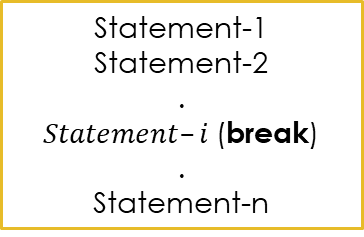 Statement-1
Statement-2
.
Statement– i (break)
.
Statement-n